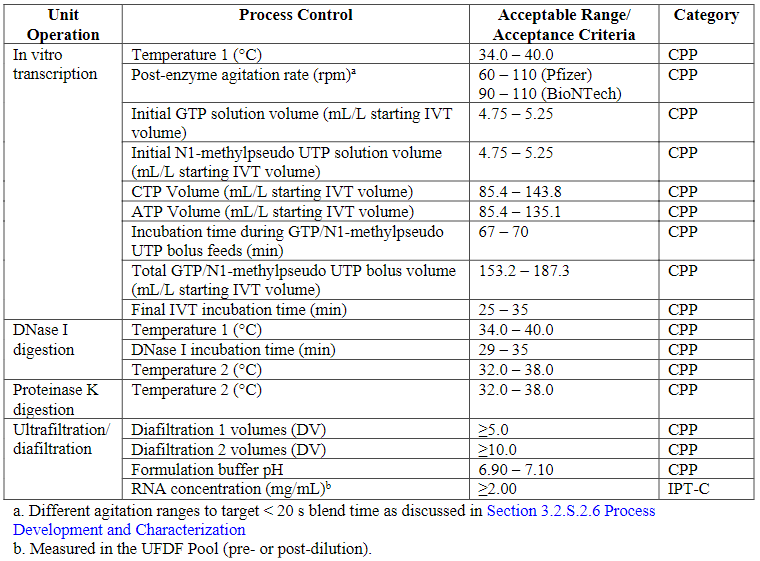 Unit Operation Process Control Acceptable Range/ Acceptance Criteria Category
In vitro transcription Temperature 1 (°C) 34.0 – 40.0 CPP
Post-enzyme agitation rate (rpm)ᵃ 60 – 110 (Pfizer) CPP
90 – 110 (BioNTech)
Initial GTP solution volume (mL/L starting IVT 4.75 – 5.25 CPP
volume)
Initial N1-methylpseudo UTP solution volume 4.75 – 5.25 CPP
(mL/L starting IVT volume)
CTP Volume (mL/L starting IVT volume) 85.4 – 143.8 CPP
ATP Volume (mL/L starting IVT volume) 85.4 – 135.1 CPP
Incubation time during GTP/N1-methylpseudo 67 – 70 CPP
UTP bolus feeds (min)
Total GTP/N1-methylpseudo UTP bolus volume 153.2 – 187.3 CPP
(mL/L starting IVT volume)
Final IVT incubation time (min) 25 – 35 CPP
DNase I digestion Temperature 1 (°C) 34.0 – 40.0 CPP
DNase I incubation time (min) 29 – 35 CPP
Temperature 2 (°C) 32.0 – 38.0 CPP
Proteinase K digestion Temperature 2 (°C) 32.0 – 38.0 CPP
Ultrafiltration/ diafiltration Diafiltration 1 volumes (DV) ≥5.0 CPP
Diafiltration 2 volumes (DV) ≥10.0 CPP
Formulation buffer pH 6.90 – 7.10 CPP
RNA concentration (mg/mL)ᵇ ≥2.00 IPT-C
a. Different agitation ranges to target < 20 s blend time as discussed in Section 3.2.S.2.6 Process
Development and Characterization
b. Measured in the UFDF Pool (pre- or post-dilution).